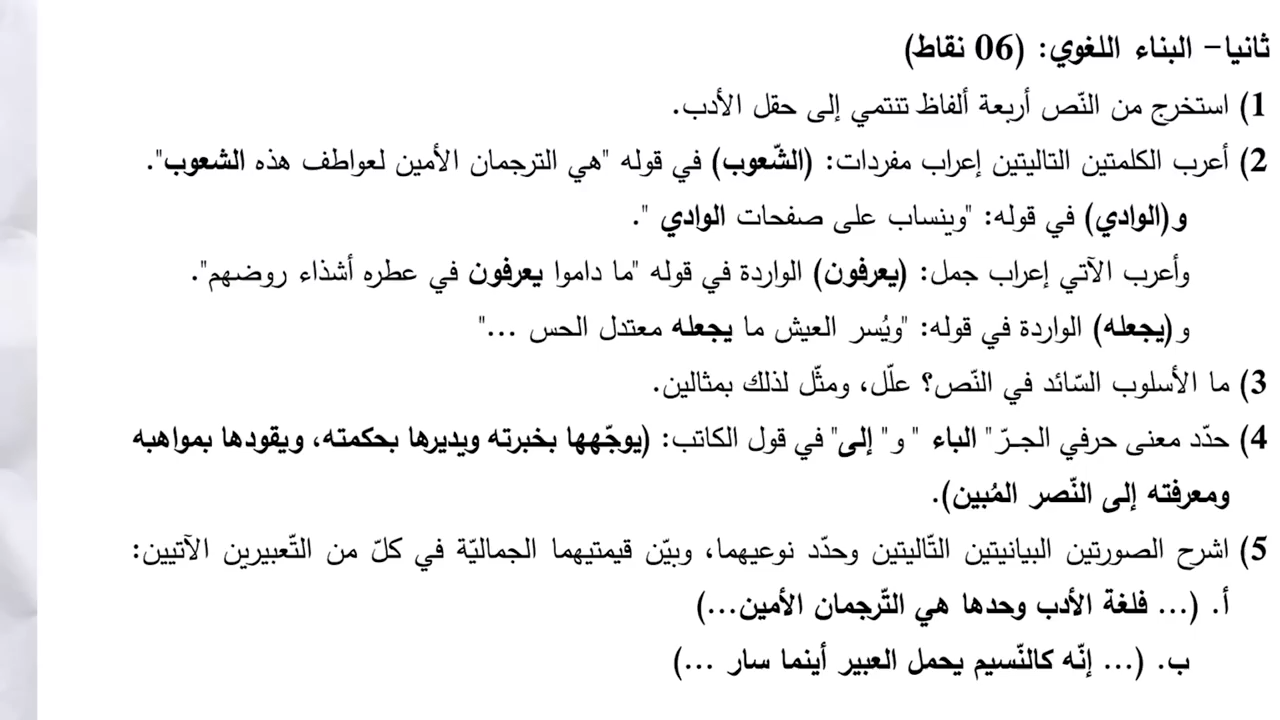 ثانيا- البناء اللغوي: (06 نقاط)
1) استخرج من النّص أربعة ألفاظ تنتمي إلى حقل الأدب.
2) أعرب الكلمتين التاليتين إعراب مفردات: (الشّعوب) في قوله "هي الترجمان الأمين لعواطف هذه الشعوب".
و(الوادي) في قوله: "وينساب على صفحات الوادي ".
وأعرب الآتي إعراب جمل: (يعرفون) الواردة في قوله "ما داموا يعرفون في عطره أشذاء روضهم".
و(يجعله) الواردة في قوله: "ويُسر العيش ما يجعله معتدل الحس ..."
3) ما الأسلوب السّائد في النّص؟ علّل، ومثّل لذلك بمثالين.
4) حدّد معنى حرفي الجـرّ " الباء " و" إلى" في قول الكاتب: (يوجّهها بخبرته ويديرها بحكمته، ويقودها بمواهبه
ومعرفته إلى النّصر المُبين).
5) اشرح الصورتين البيانيتين التّاليتين وحدّد نوعيهما، وبيّن قيمتيهما الجماليّة في كلّ من التّعبيرين الآتيين:
أ. (... فلغة الأدب وحدها هي التّرجمان الأمين...)
ب. (... إنّه كالنّسيم يحمل العبير أينما سار ...)